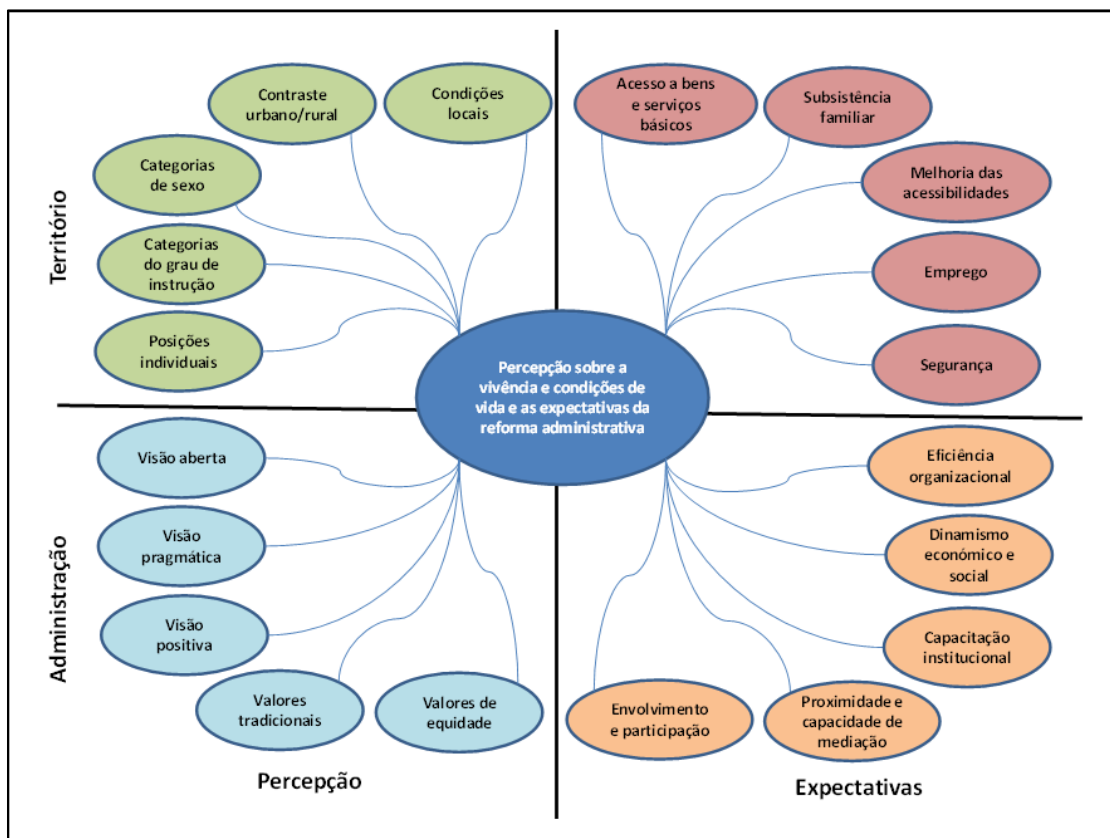 Contraste
urbano/rural
Condições
locais
Categorias
de sexo
Categorias
do grau de
instrução
Posições
individuais
Território
Acesso a bens
e serviços
básicos
Subsistência
familiar
Melhoria das
acessibilidades
Emprego
Segurança
Percepção sobre a
vivência e condições de
vida e as expectativas da
reforma administrativa
Visão aberta
Visão
pragmática
Visão
positiva
Valores
tradicionais
Valores de
equidade
Administração
Eficiência
organizacional
Dinamismo
económico e
social
Capacitação
institucional
Envolvimento
e participação
Proximidade e
capacidade de
mediação
Percepção
Expectativas